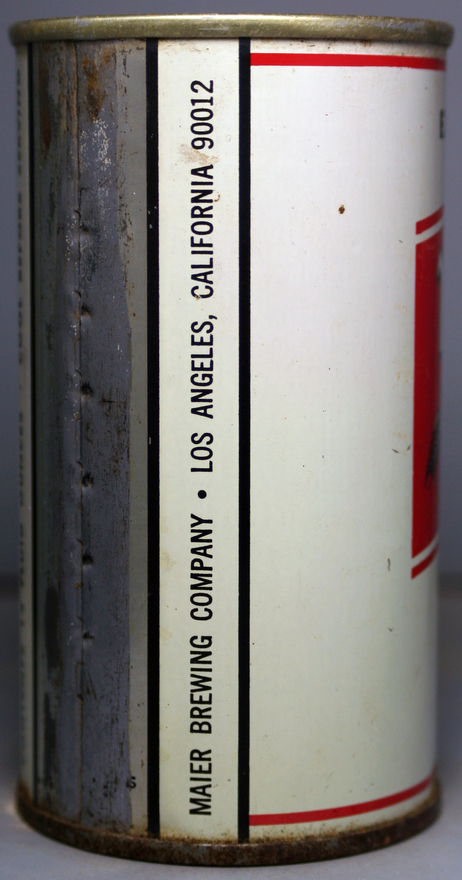 MAIER BREWING COMPANY • LOS ANGELES, CALIFORNIA 90012